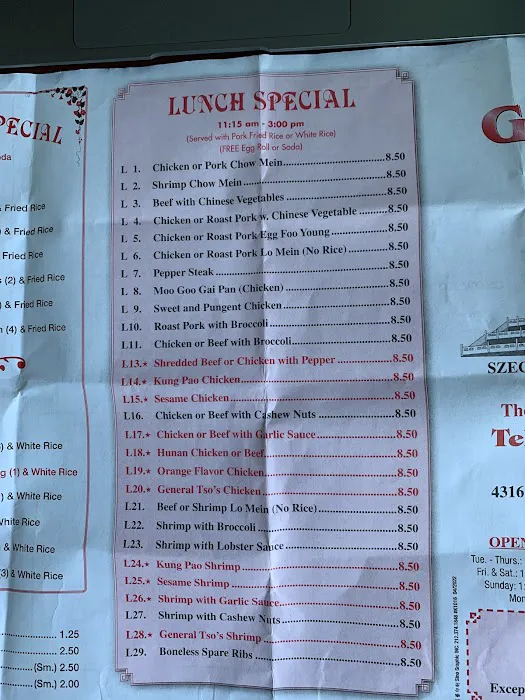 PECIAL
oda
& Fried Rice
) & Fried Rice
Fried Rice
s (2) & Fried Rice
) & Fried Rice
n (4) & Fried Rice
) & White Rice
g (1) & White Rice
) & White Rice
White Rice
& White Rice
(3) & White Rice
1.25
2.50
(Sm.) 2.50
(Sm.) 2.00
LUNCH SPECIAL
11:15 am - 3:00 pm
(Served with Pork Fried Rice or White Rice)
(FREE Egg Roll or Soda)
L 1. Chicken or Pork Chow Mein 8.50
L 2. Shrimp Chow Mein 8.50
L 3. Beef with Chinese Vegetables 8.50
L 4. Chicken or Roast Pork w. Chinese Vegetable 8.50
L 5. Chicken or Roast Pork Egg Foo Young 8.50
L 6. Chicken or Roast Pork Lo Mein (No Rice) 8.50
L 7. Pepper Steak 8.50
L 8. Moo Goo Gai Pan (Chicken) 8.50
L 9. Sweet and Pungent Chicken 8.50
L10. Roast Pork with Broccoli 8.50
L11. Chicken or Beef with Broccoli 8.50
L13.★ Shredded Beef or Chicken with Pepper 8.50
L14.★ Kung Pao Chicken 8.50
L15.★ Sesame Chicken 8.50
L16. Chicken or Beef with Cashew Nuts 8.50
L17.★ Chicken or Beef with Garlic Sauce 8.50
L18.★ Hunan Chicken or Beef 8.50
L19.★ Orange Flavor Chicken 8.50
L20.★ General Tso's Chicken 8.50
L21. Beef or Shrimp Lo Mein (No Rice) 8.50
L22. Shrimp with Broccoli 8.50
L23. Shrimp with Lobster Sauce 8.50
L24.★ Kung Pao Shrimp 8.50
L25.★ Sesame Shrimp 8.50
L26.★ Shrimp with Garlic Sauce 8.50
L27. Shrimp with Cashew Nuts 8.50
L28.★ General Tso's Shrimp 8.50
L29. Boneless Spare Ribs 8.50
G
SZEC
Th
Te
4316
OPEN
Tue. - Thurs.:
Fri. & Sat.: 1
Sunday: 1
Mon
Excep